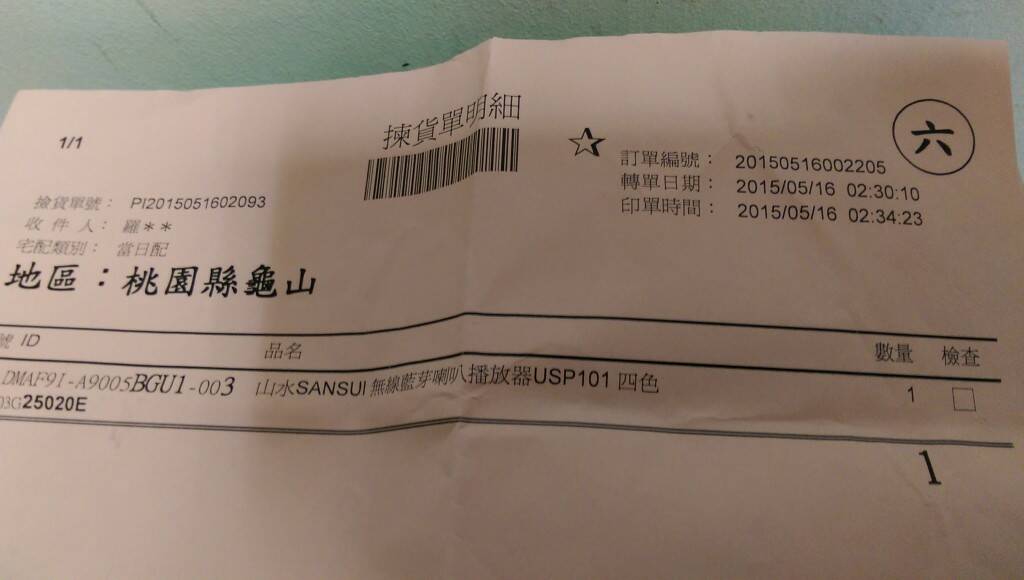 1/1
揀貨單明細
☆
六
訂單編號： 20150516002205
轉單日期： 2015/05/16 02:30:10
印單時間： 2015/05/16 02:34:23
撿貨單號： PI2015051602093
收 件 人： 羅**
宅配類別： 當日配
地區：桃園縣龜山
號 ID 品名 數量 檢查
DMAF91-A9005BGU1-003 山水SANSUI 無線藍芽喇叭播放器USP101 四色 1 □
03G25020E
1